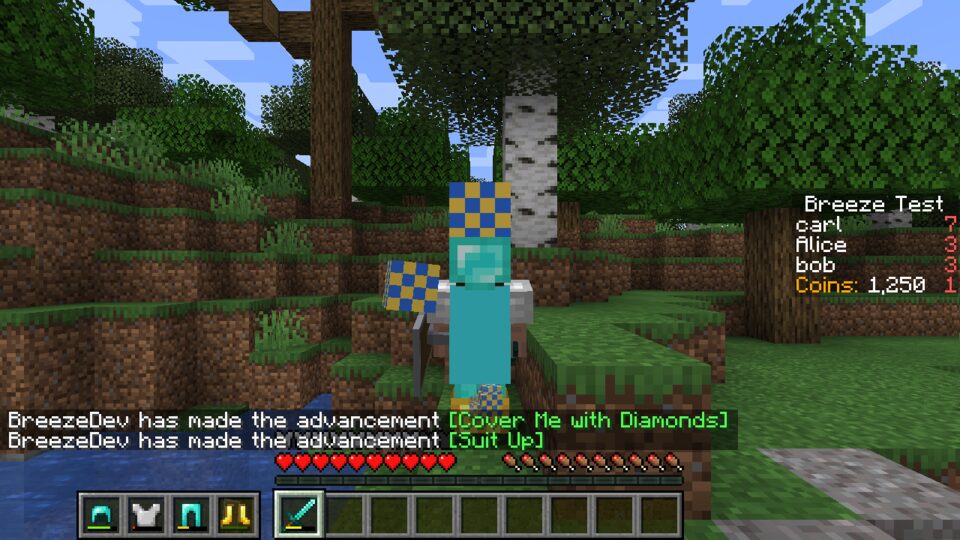 Breeze Test
carl 7
Alice 3
bob 3
Coins: 1,250 1
BreezeDev has made the advancement [Cover Me with Diamonds]
BreezeDev has made the advancement [Suit Up]